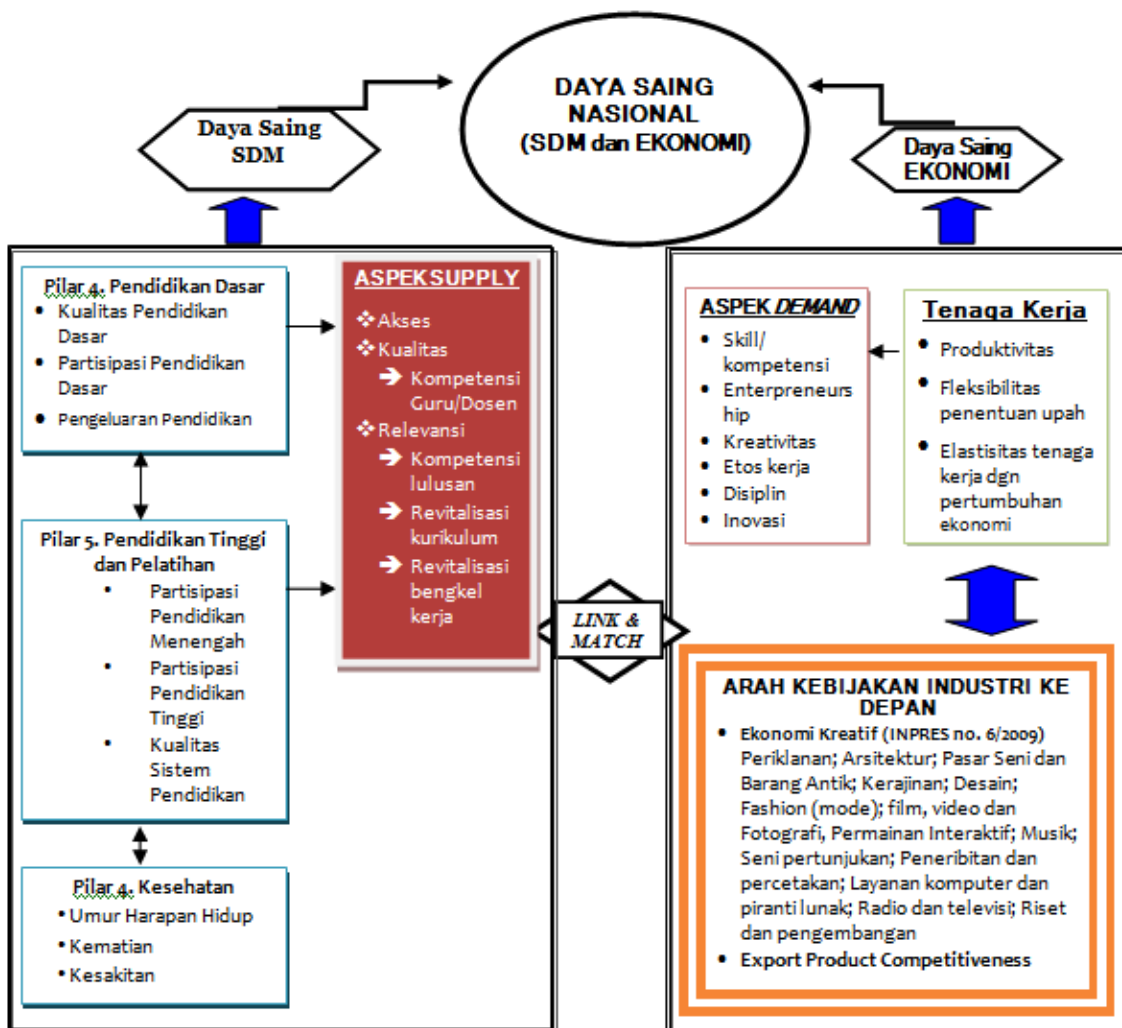 DAYA SAING
NASIONAL
(SDM dan EKONOMI)
Daya Saing
SDM
Daya Saing
EKONOMI
Pilar 4. Pendidikan Dasar
• Kualitas Pendidikan
Dasar
• Partisipasi Pendidikan
Dasar
• Pengeluaran Pendidikan
Pilar 5. Pendidikan Tinggi
dan Pelatihan
• Partisipasi
Pendidikan
Menengah
• Partisipasi
Pendidikan
Tinggi
• Kualitas
Sistem
Pendidikan
Pilar 4. Kesehatan
• Umur Harapan Hidup
• Kematian
• Kesakitan
ASPEK SUPPLY
❖ Akses
❖ Kualitas
➔ Kompetensi
Guru/Dosen
❖ Relevansi
➔ Kompetensi
lulusan
➔ Revitalisasi
kurikulum
➔ Revitalisasi
bengkel
kerja
LINK &
MATCH
ASPEK DEMAND
• Skill/
kompetensi
• Enterpreneurs
hip
• Kreativitas
• Etos kerja
• Disiplin
• Inovasi
Tenaga Kerja
• Produktivitas
• Fleksibilitas
penentuan upah
• Elastisitas tenaga
kerja dgn
pertumbuhan
ekonomi
ARAH KEBIJAKAN INDUSTRI KE
DEPAN
• Ekonomi Kreatif (INPRES no. 6/2009)
Periklanan; Arsitektur; Pasar Seni dan
Barang Antik; Kerajinan; Desain;
Fashion (mode); film, video dan
Fotografi, Permainan Interaktif; Musik;
Seni pertunjukan; Peneribitan dan
percetakan; Layanan komputer dan
piranti lunak; Radio dan televisi; Riset
dan pengembangan
• Export Product Competitiveness